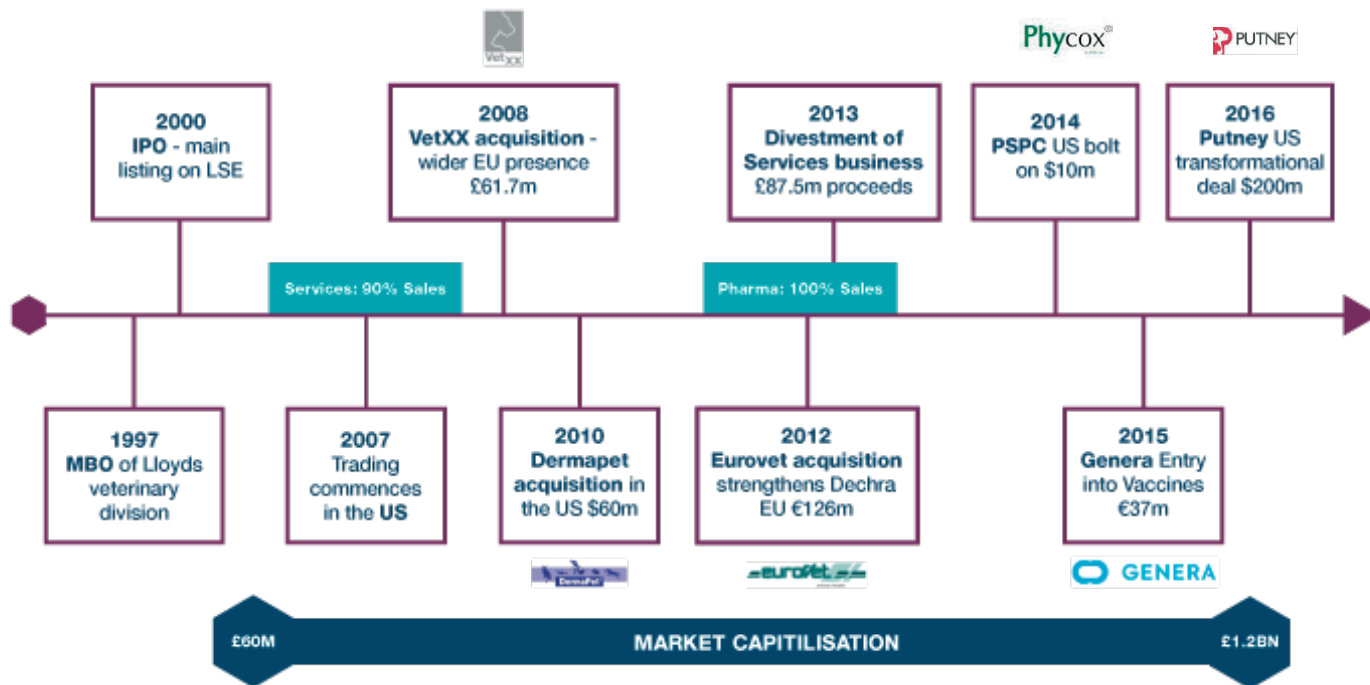 Vetxx
Phycox®
PUTNEY
2000
IPO - main
listing on LSE
2008
VetXX acquisition -
wider EU presence
£61.7m
2013
Divestment of
Services business
£87.5m proceeds
2014
PSPC US bolt
on $10m
2016
Putney US
transformational
deal $200m
Services: 90% Sales
Pharma: 100% Sales
1997
MBO of Lloyds
veterinary
division
2007
Trading
commences
in the US
2010
Dermapet
acquisition in
the US $60m
2012
Eurovet acquisition
strengthens Dechra
EU €126m
2015
Genera Entry
into Vaccines
€37m
DermaPet
eurovet
GENERA
£60M
MARKET CAPITILISATION
£1.2BN